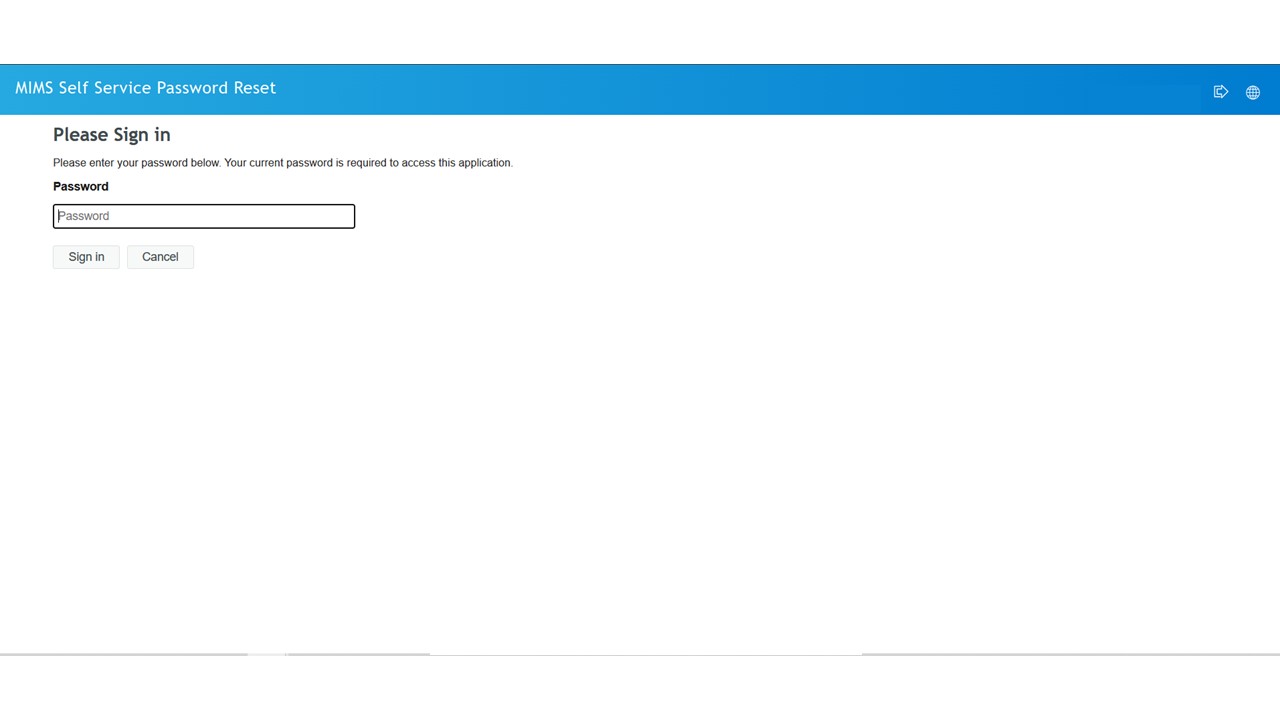 MIMS Self Service Password Reset
Please Sign in
Please enter your password below. Your current password is required to access this application.
Password
Password
Sign in Cancel